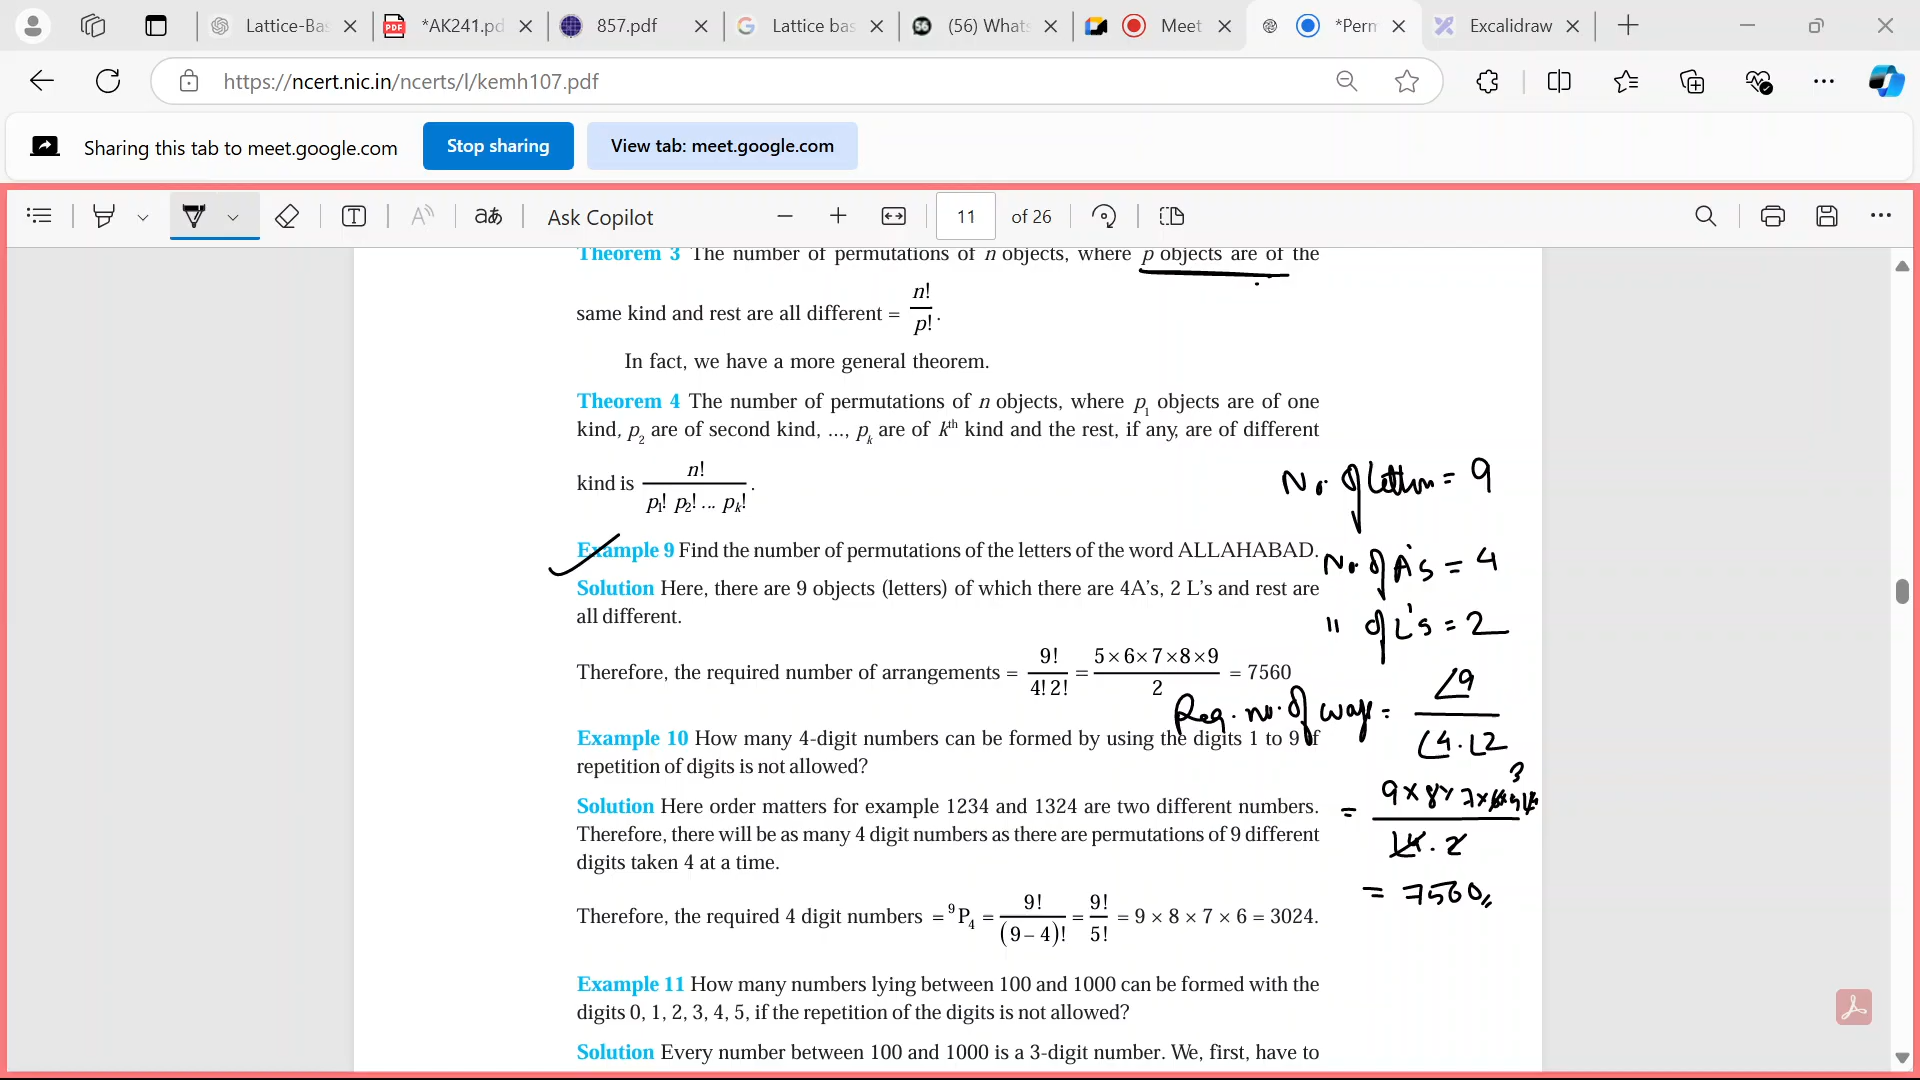 Lattice-Ba
*AK241.pd
857.pdf
Lattice bas
(56) Whats
Meet
*Perm
Excalidraw
https://ncert.nic.in/ncerts/l/kemh107.pdf
Sharing this tab to meet.google.com
Stop sharing
View tab: meet.google.com
Ask Copilot
11 of 26
Theorem 3 The number of permutations of n objects, where p objects are of the
same kind and rest are all different = n!/p! .
In fact, we have a more general theorem.
Theorem 4 The number of permutations of n objects, where p₁ objects are of one
kind, p₂ are of second kind, ..., pₖ are of kᵗʰ kind and the rest, if any, are of different
kind is n!/(p₁! p₂! ... pₖ!) .
Example 9 Find the number of permutations of the letters of the word ALLAHABAD.
Solution Here, there are 9 objects (letters) of which there are 4A's, 2 L's and rest are
all different.
Therefore, the required number of arrangements = 9!/(4! 2!) = (5 × 6 × 7 × 8 × 9)/2 = 7560
Example 10 How many 4-digit numbers can be formed by using the digits 1 to 9 if
repetition of digits is not allowed?
Solution Here order matters for example 1234 and 1324 are two different numbers.
Therefore, there will be as many 4 digit numbers as there are permutations of 9 different
digits taken 4 at a time.
Therefore, the required 4 digit numbers = ⁹P₄ = 9!/(9 – 4)! = 9!/5! = 9 × 8 × 7 × 6 = 3024.
Example 11 How many numbers lying between 100 and 1000 can be formed with the
digits 0, 1, 2, 3, 4, 5, if the repetition of the digits is not allowed?
Solution Every number between 100 and 1000 is a 3-digit number. We, first, have to
No. of letters = 9
No. of A's = 4
" of L's = 2
Req. no. of ways = ∠9/(∠4 . ∠2)
= 9 × 8 × 7 ×
= 7560